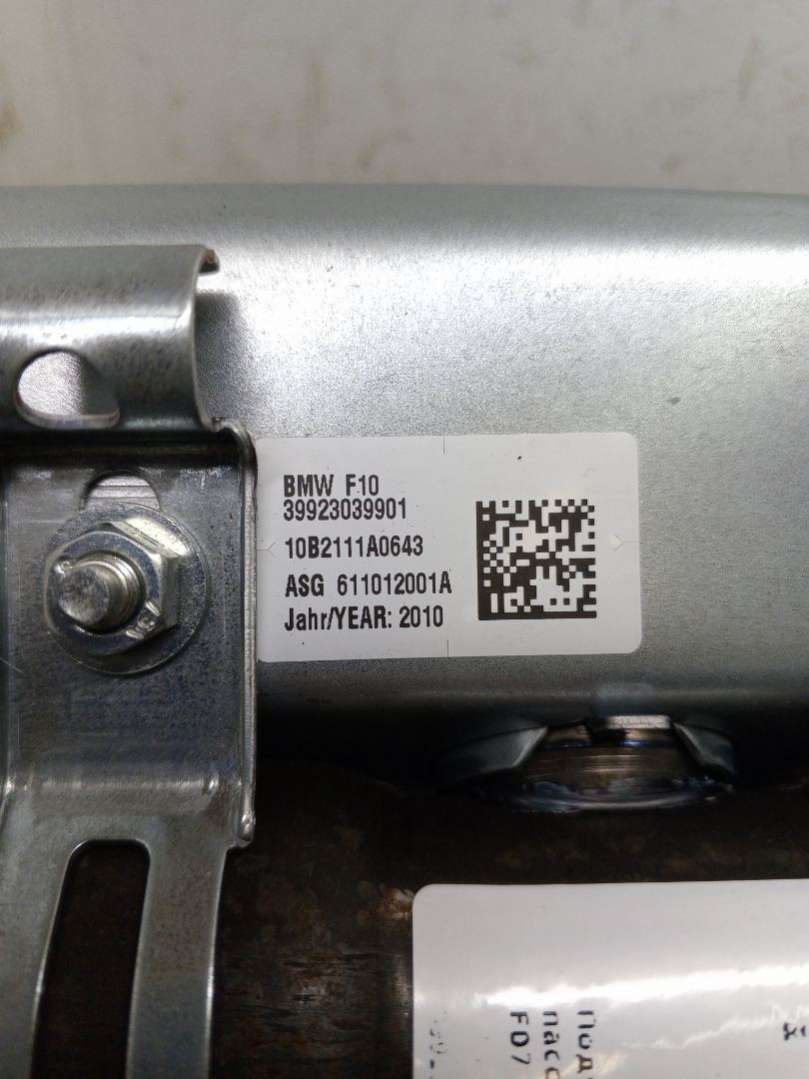 BMW F10
39923039901
10B2111A0643
ASG 611012001A
Jahr/YEAR: 2010
FD7